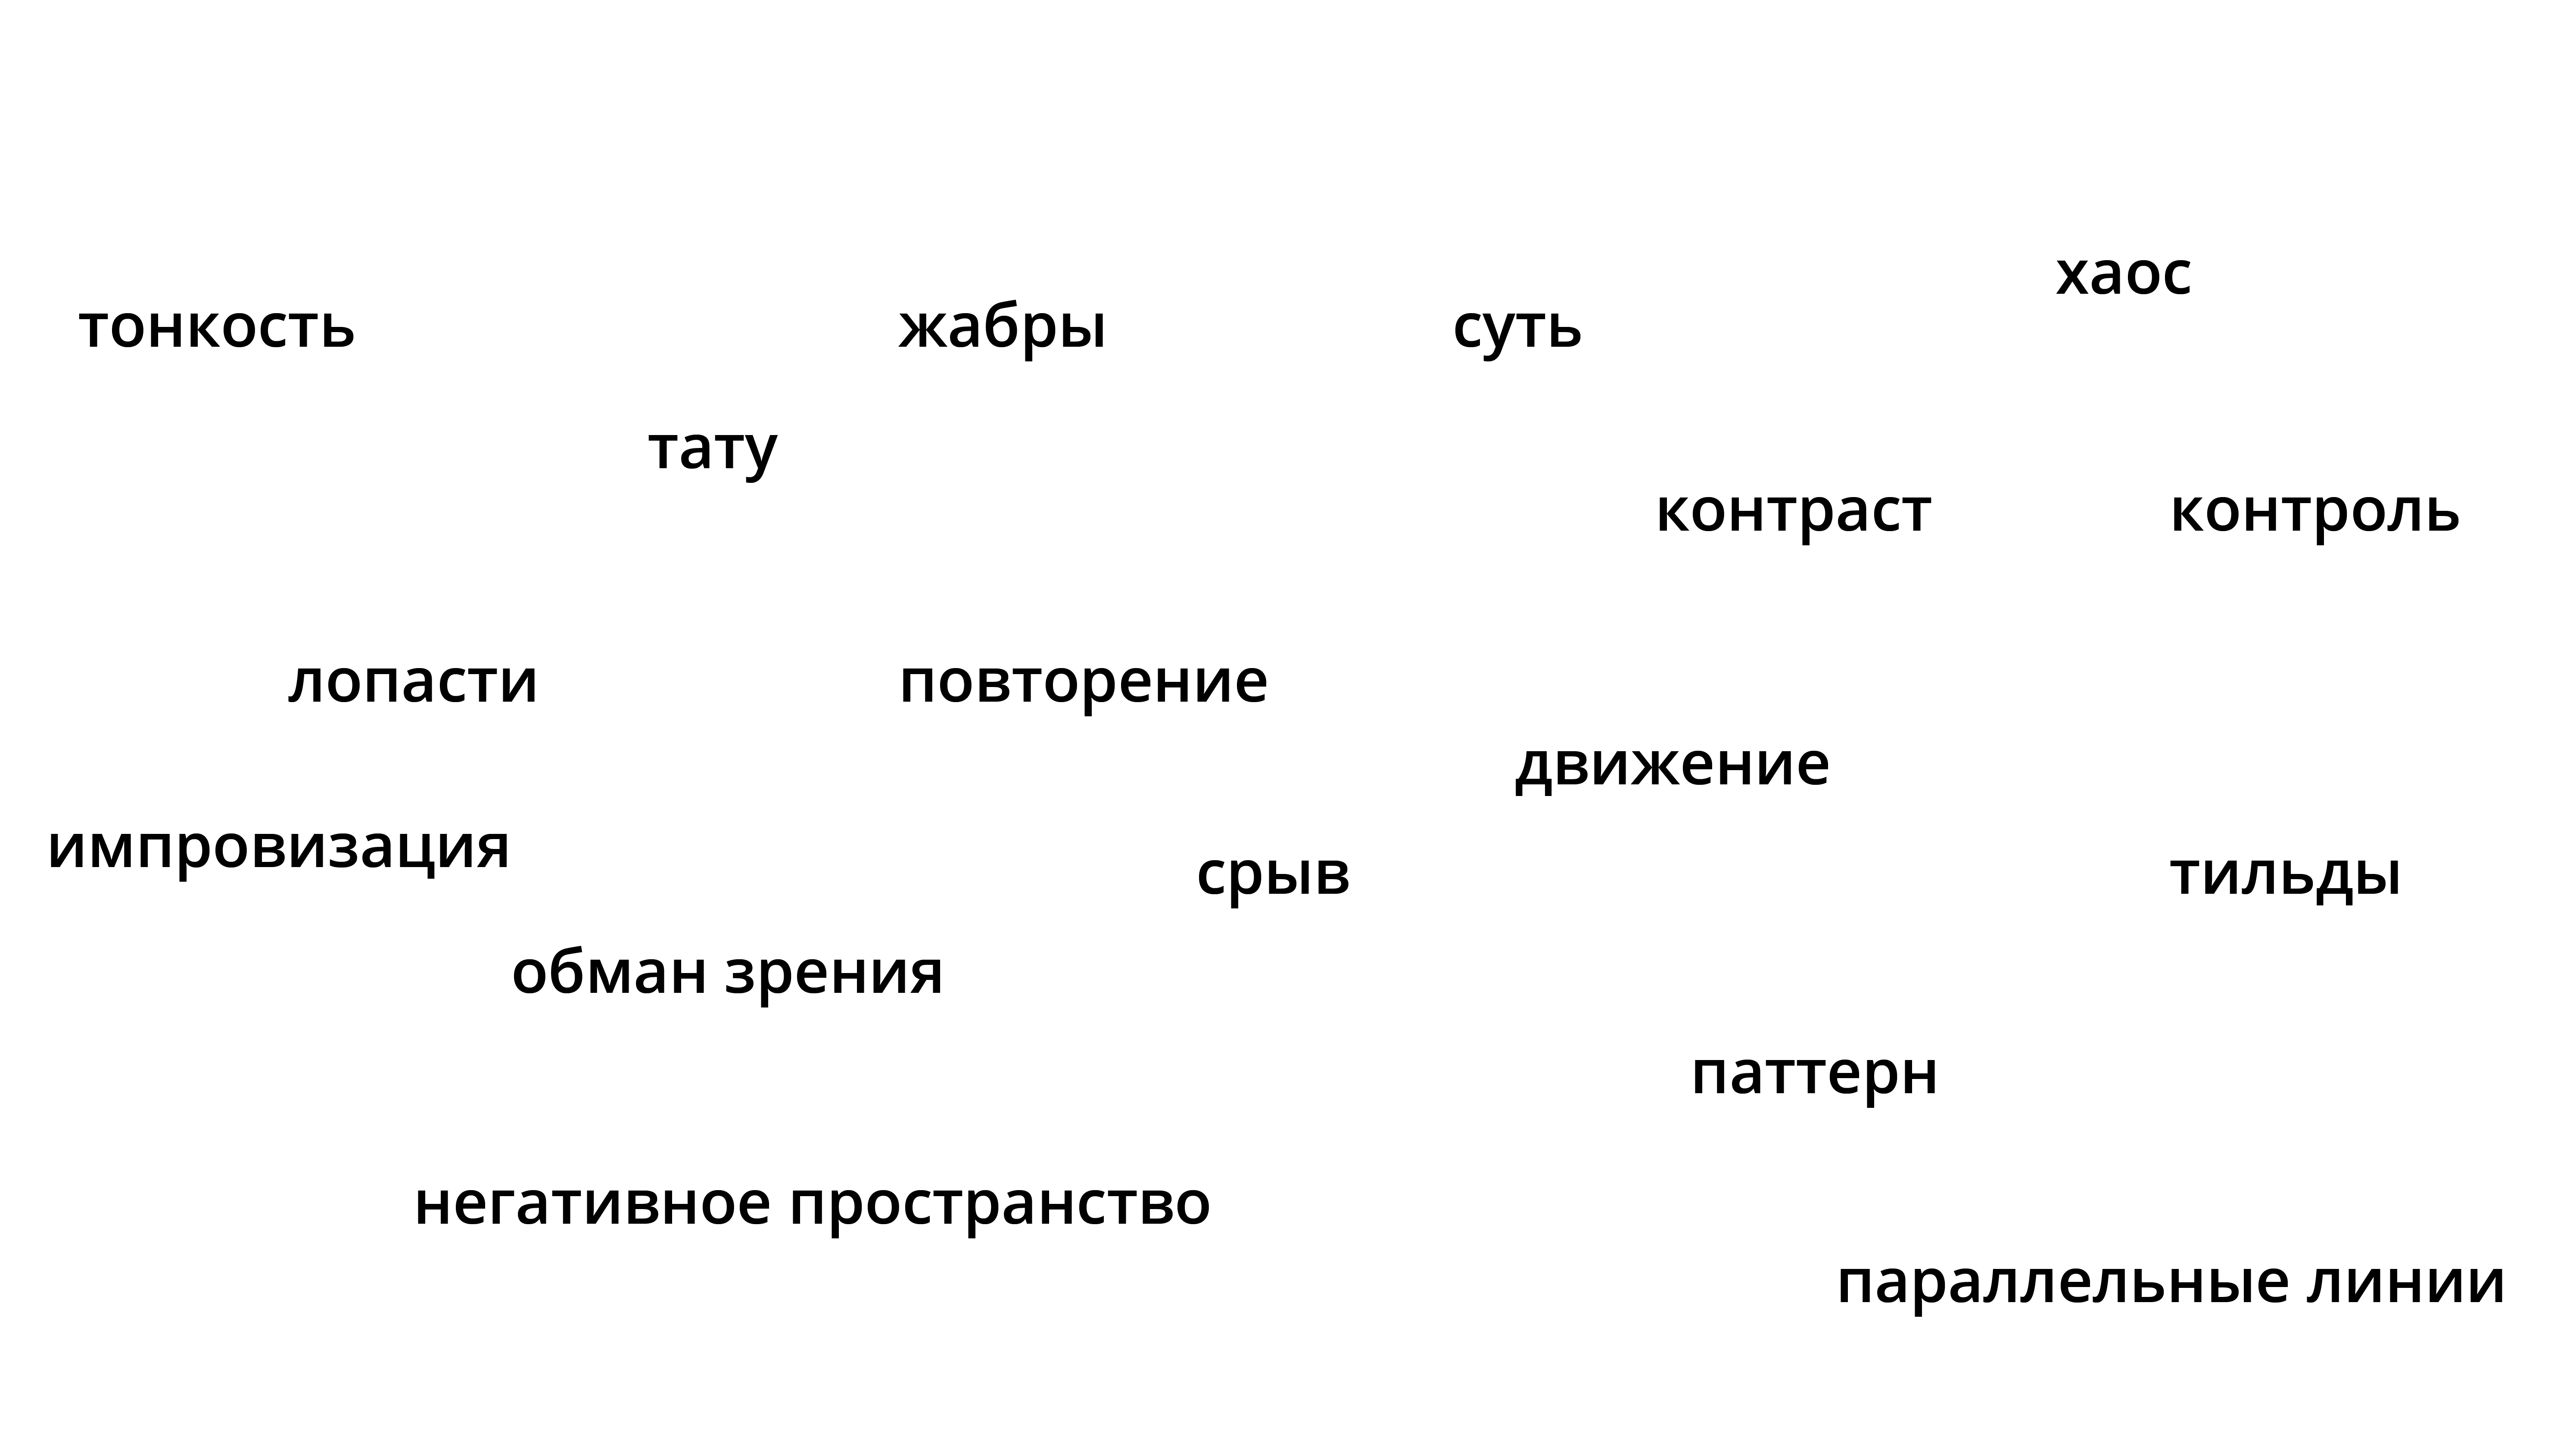 хаос
тонкость
жабры
суть
тату
контраст
контроль
лопасти
повторение
движение
импровизация
срыв
тильды
обман зрения
паттерн
негативное пространство
параллельные линии